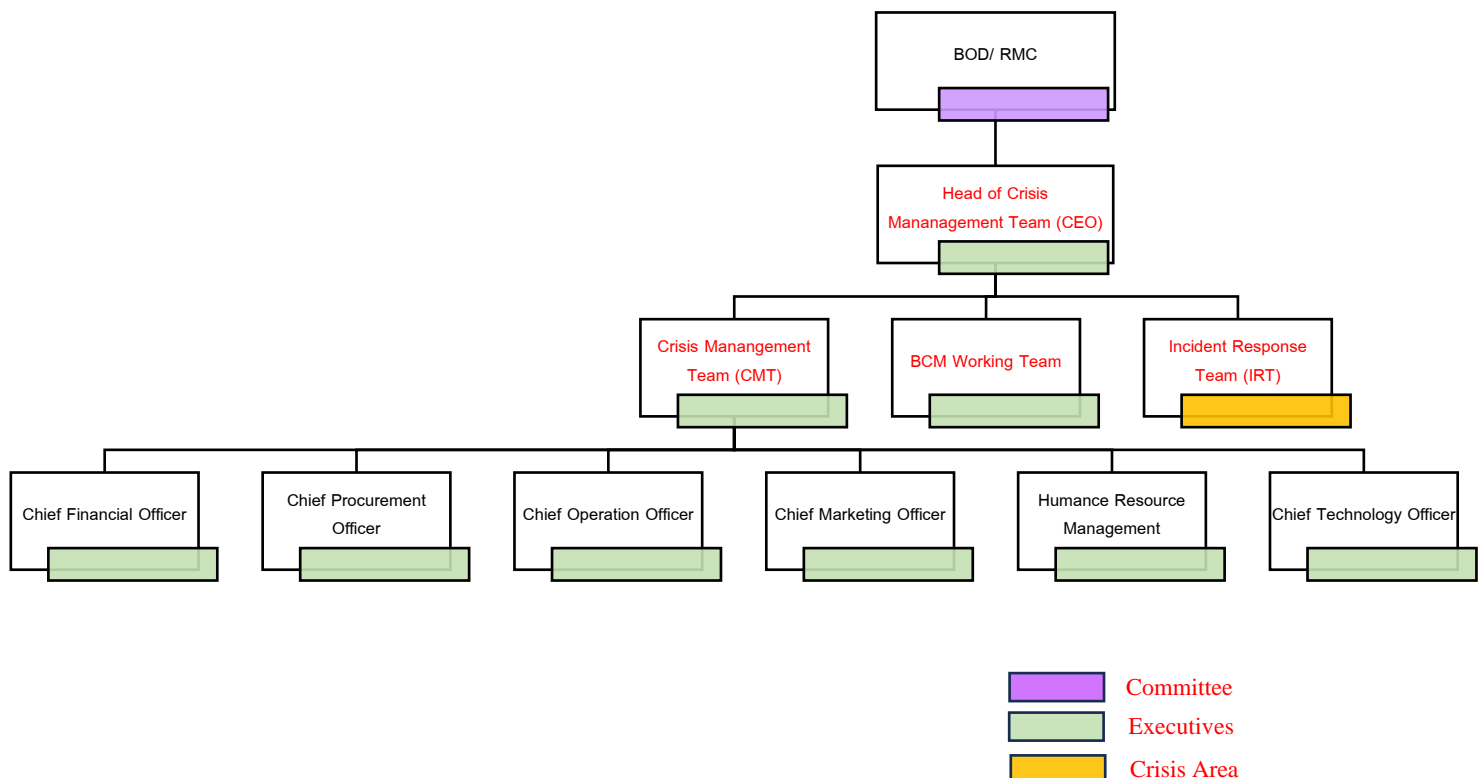 BOD/ RMC
Head of Crisis
Mananagement Team (CEO)
Crisis Manangement
Team (CMT)
BCM Working Team
Incident Response
Team (IRT)
Chief Financial Officer
Chief Procurement
Officer
Chief Operation Officer
Chief Marketing Officer
Humance Resource
Management
Chief Technology Officer
Committee
Executives
Crisis Area